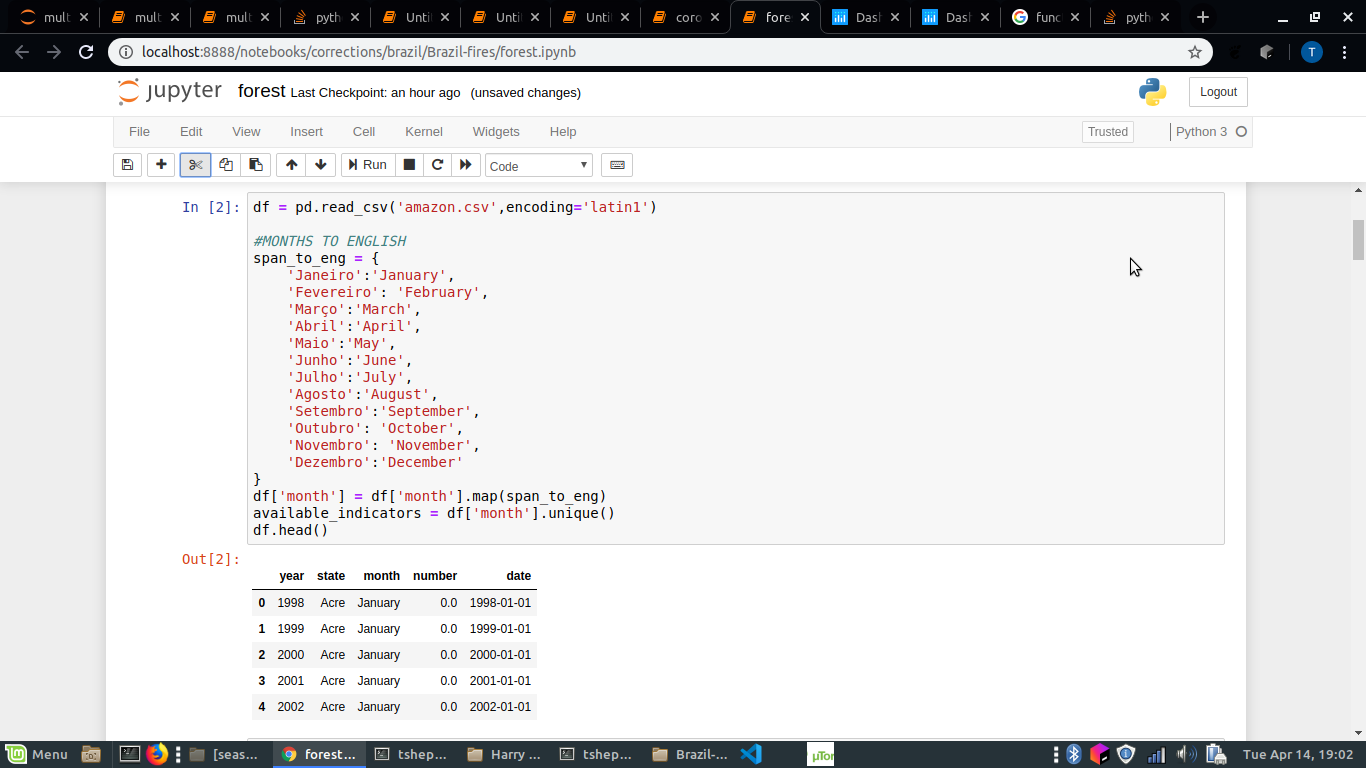 mult
mult
mult
pyth
Unti
Unti
Unti
coro
fore
Dash
Dash
func
pyth
localhost:8888/notebooks/corrections/brazil/Brazil-fires/forest.ipynb
T
jupyter forest Last Checkpoint: an hour ago (unsaved changes)
Logout
File Edit View Insert Cell Kernel Widgets Help
Trusted
Python 3
Run
Code
In [2]:
df = pd.read_csv('amazon.csv',encoding='latin1')
#MONTHS TO ENGLISH
span_to_eng = {
'Janeiro':'January',
'Fevereiro': 'February',
'Março':'March',
'Abril':'April',
'Maio':'May',
'Junho':'June',
'Julho':'July',
'Agosto':'August',
'Setembro':'September',
'Outubro': 'October',
'Novembro': 'November',
'Dezembro':'December'
}
df['month'] = df['month'].map(span_to_eng)
available_indicators = df['month'].unique()
df.head()
Out[2]:
year state month number date
0 1998 Acre January 0.0 1998-01-01
1 1999 Acre January 0.0 1999-01-01
2 2000 Acre January 0.0 2000-01-01
3 2001 Acre January 0.0 2001-01-01
4 2002 Acre January 0.0 2002-01-01
Menu
[seas...
forest...
tshep...
Harry ...
tshep...
Brazil-...
µTor
Tue Apr 14, 19:02